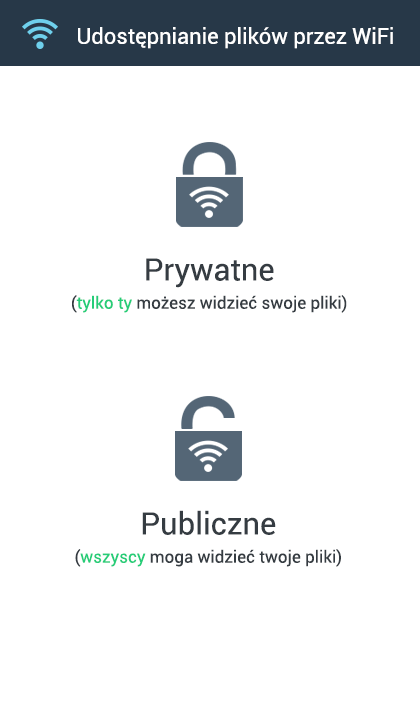 Udostępnianie plików przez WiFi
Prywatne
(tylko ty możesz widzieć swoje pliki)
Publiczne
(wszyscy moga widzieć twoje pliki)